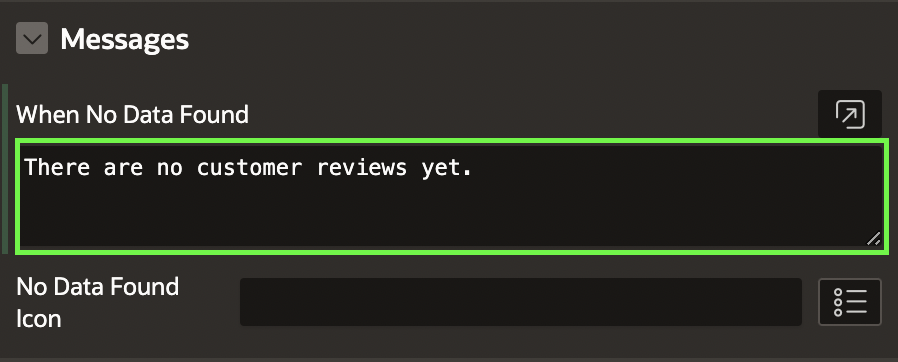 Messages
When No Data Found
There are no customer reviews yet.
No Data Found
Icon